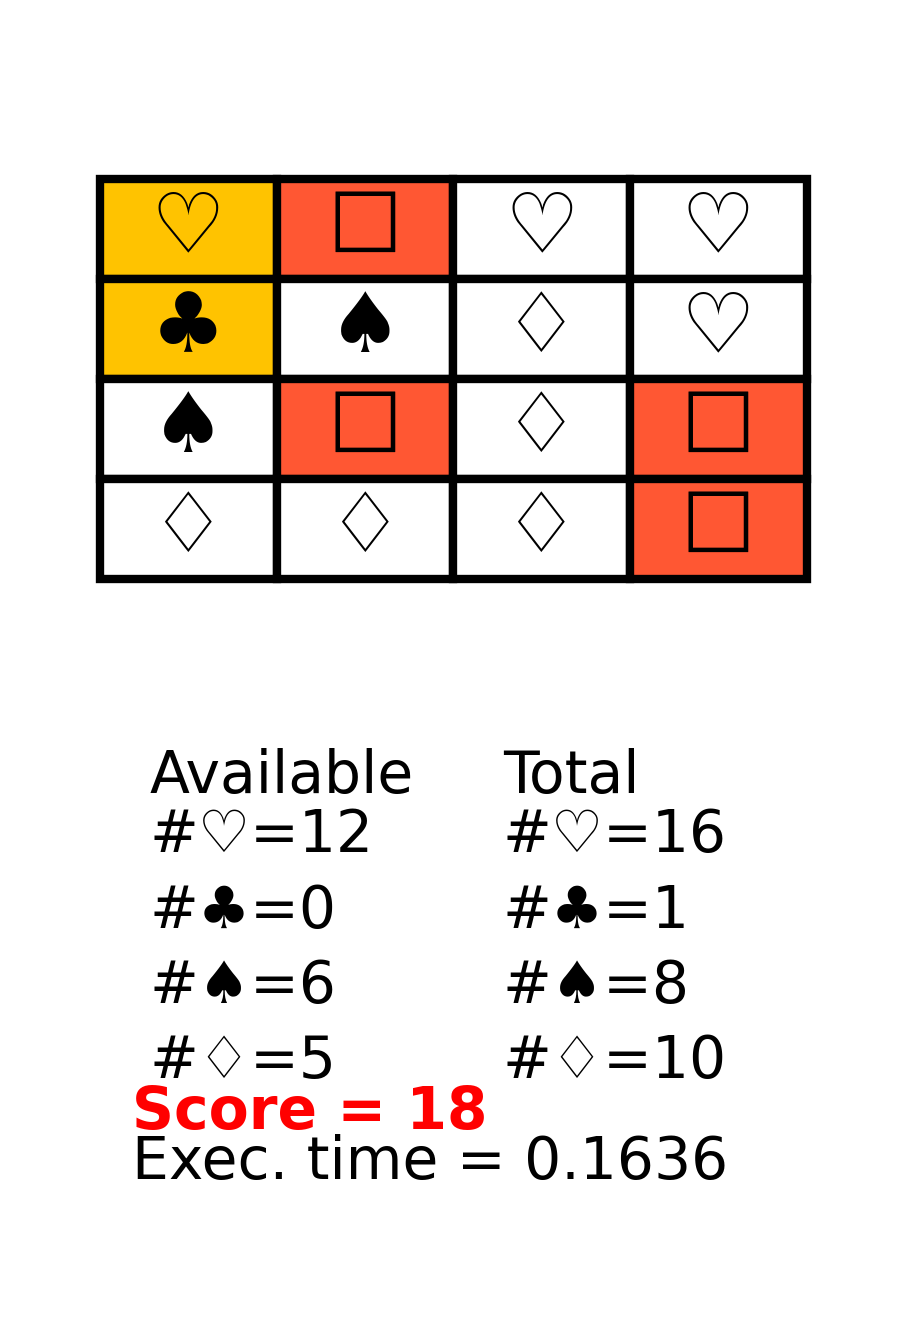 ♡ □ ♡ ♡
♣ ♠ ♢ ♡
♠ □ ♢ □
♢ ♢ ♢ □
Available Total
#♡=12 #♡=16
#♣=0 #♣=1
#♠=6 #♠=8
#♢=5 #♢=10
Score = 18
Exec. time = 0.1636